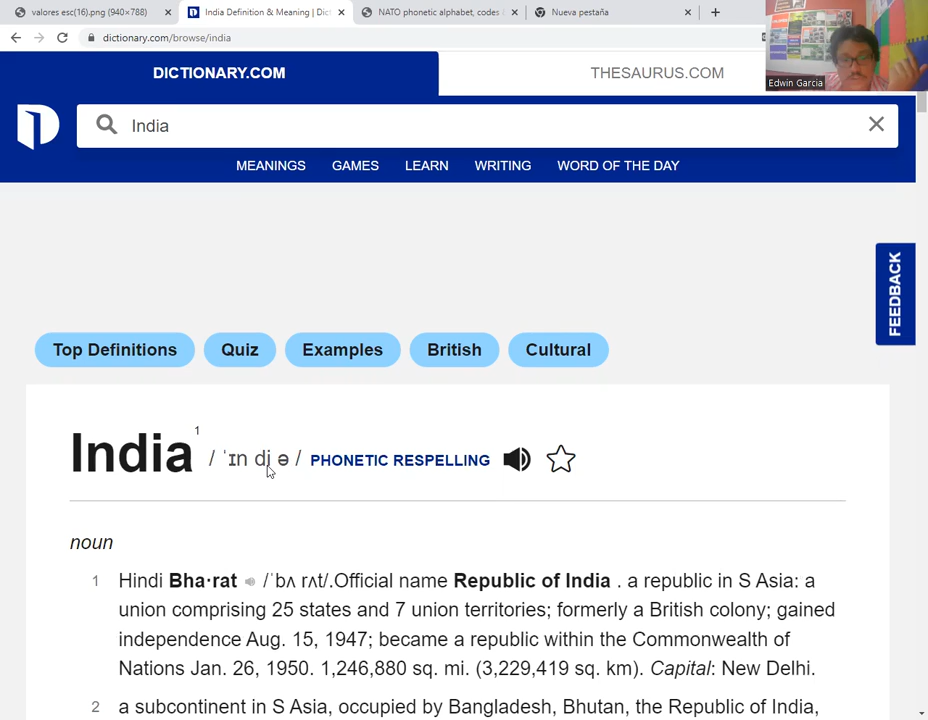 valores esc(16).png (940×788)
India Definition & Meaning | Dict
NATO phonetic alphabet, codes &
Nueva pestaña
dictionary.com/browse/india
Edwin Garcia
DICTIONARY.COM
THESAURUS.COM
India
MEANINGS
GAMES
LEARN
WRITING
WORD OF THE DAY
FEEDBACK
Top Definitions
Quiz
Examples
British
Cultural
India 1
/ ˈɪn di ə / PHONETIC RESPELLING
noun
1 Hindi Bha·rat /ˈbʌ rʌt/.Official name Republic of India . a republic in S Asia: a
union comprising 25 states and 7 union territories; formerly a British colony; gained
independence Aug. 15, 1947; became a republic within the Commonwealth of
Nations Jan. 26, 1950. 1,246,880 sq. mi. (3,229,419 sq. km). Capital: New Delhi.
2 a subcontinent in S Asia, occupied by Bangladesh, Bhutan, the Republic of India,